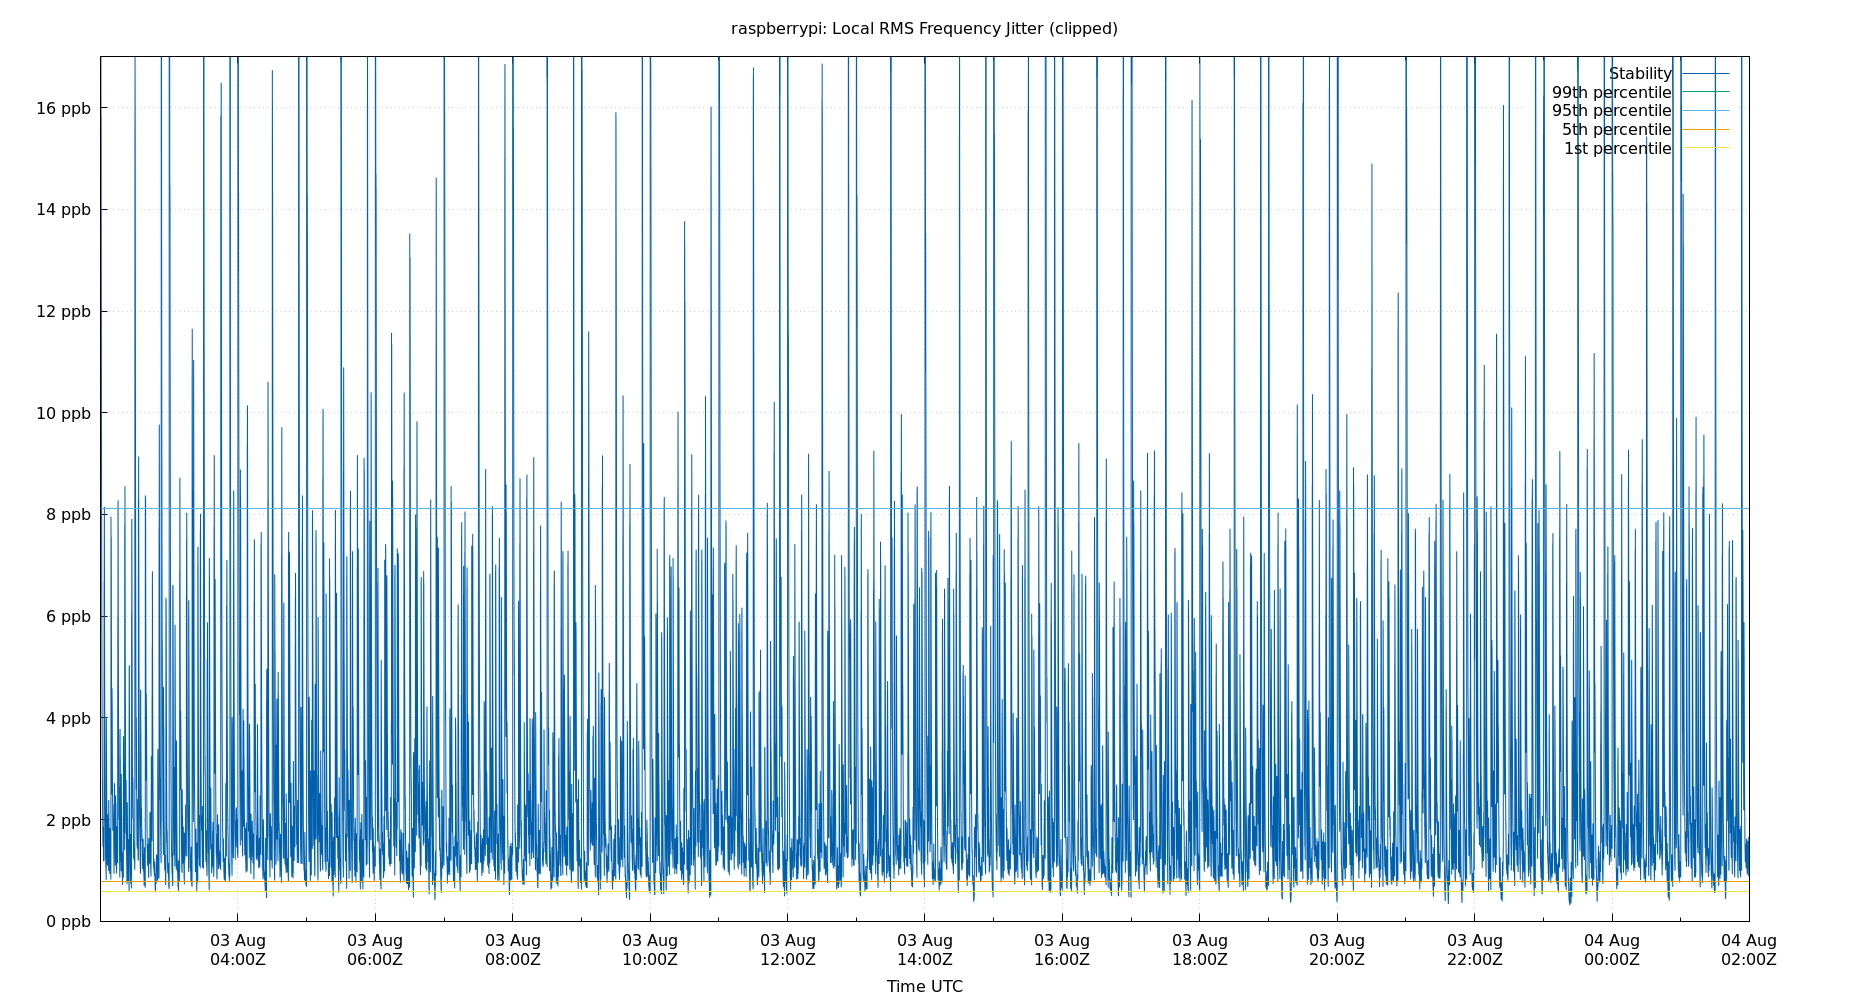 raspberrypi: Local RMS Frequency Jitter (clipped)
Stability
99th percentile
95th percentile
5th percentile
1st percentile
16 ppb
14 ppb
12 ppb
10 ppb
8 ppb
6 ppb
4 ppb
2 ppb
0 ppb
03 Aug 03 Aug 03 Aug 03 Aug 03 Aug 03 Aug 03 Aug 03 Aug 03 Aug 03 Aug 04 Aug 04 Aug
04:00Z 06:00Z 08:00Z 10:00Z 12:00Z 14:00Z 16:00Z 18:00Z 20:00Z 22:00Z 00:00Z 02:00Z
Time UTC